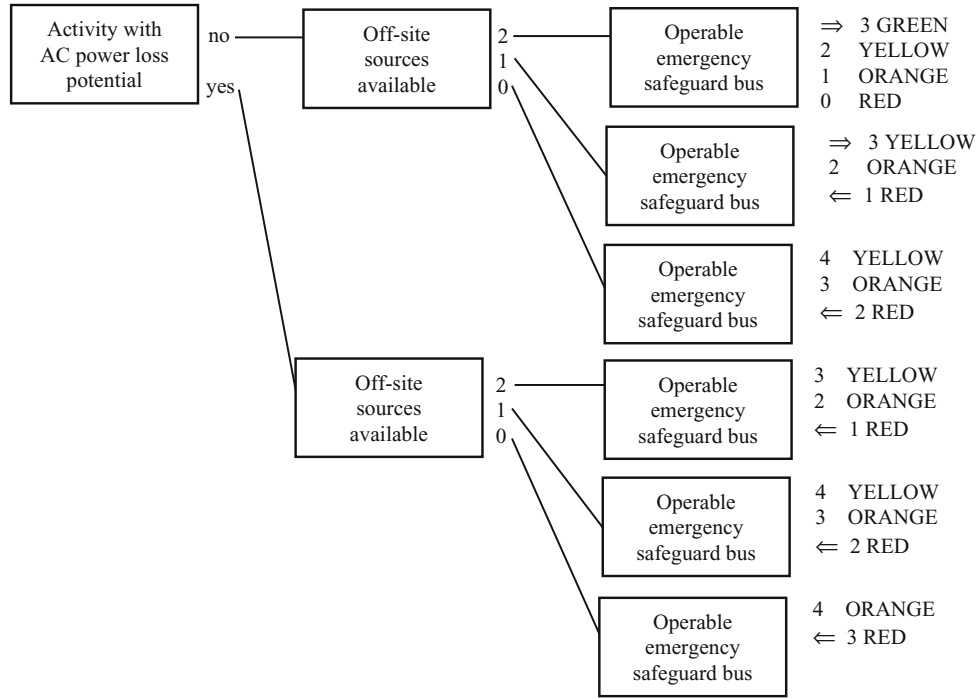 Activity with
AC power loss
potential
no
yes
Off-site
sources
available
2
1
0
Operable
emergency
safeguard bus
⇒ 3 GREEN
2 YELLOW
1 ORANGE
0 RED
Operable
emergency
safeguard bus
⇒ 3 YELLOW
2 ORANGE
⇐ 1 RED
Operable
emergency
safeguard bus
4 YELLOW
3 ORANGE
⇐ 2 RED
Off-site
sources
available
2
1
0
Operable
emergency
safeguard bus
3 YELLOW
2 ORANGE
⇐ 1 RED
Operable
emergency
safeguard bus
4 YELLOW
3 ORANGE
⇐ 2 RED
Operable
emergency
safeguard bus
4 ORANGE
⇐ 3 RED